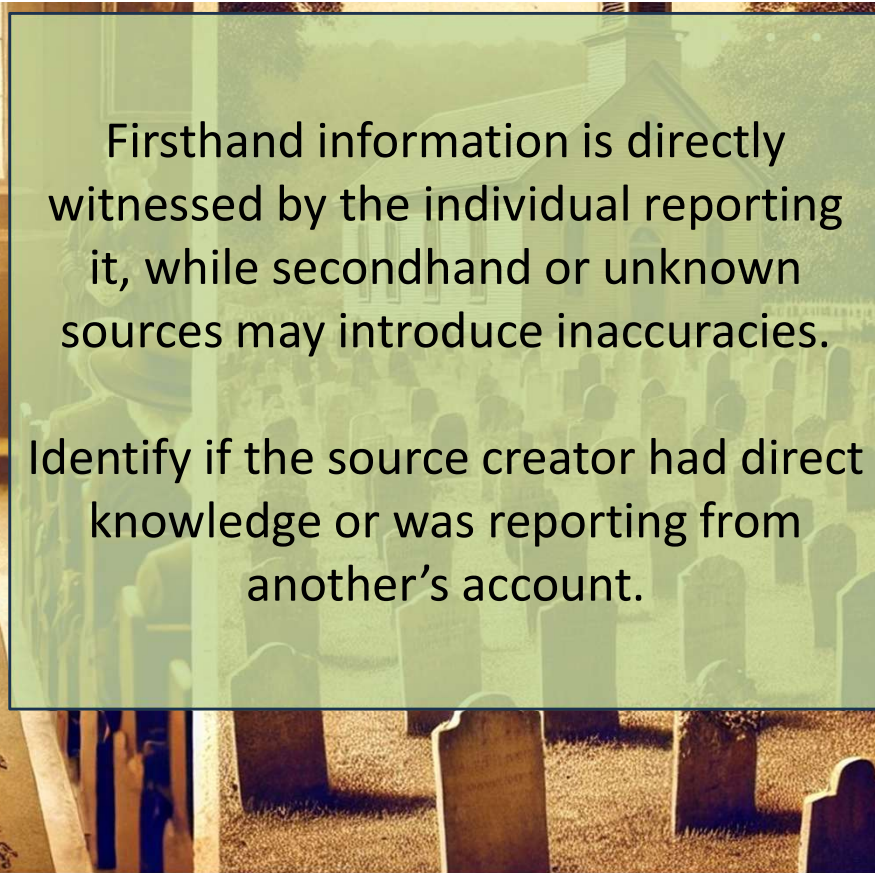 Firsthand information is directly
witnessed by the individual reporting
it, while secondhand or unknown
sources may introduce inaccuracies.
Identify if the source creator had direct
knowledge or was reporting from
another’s account.